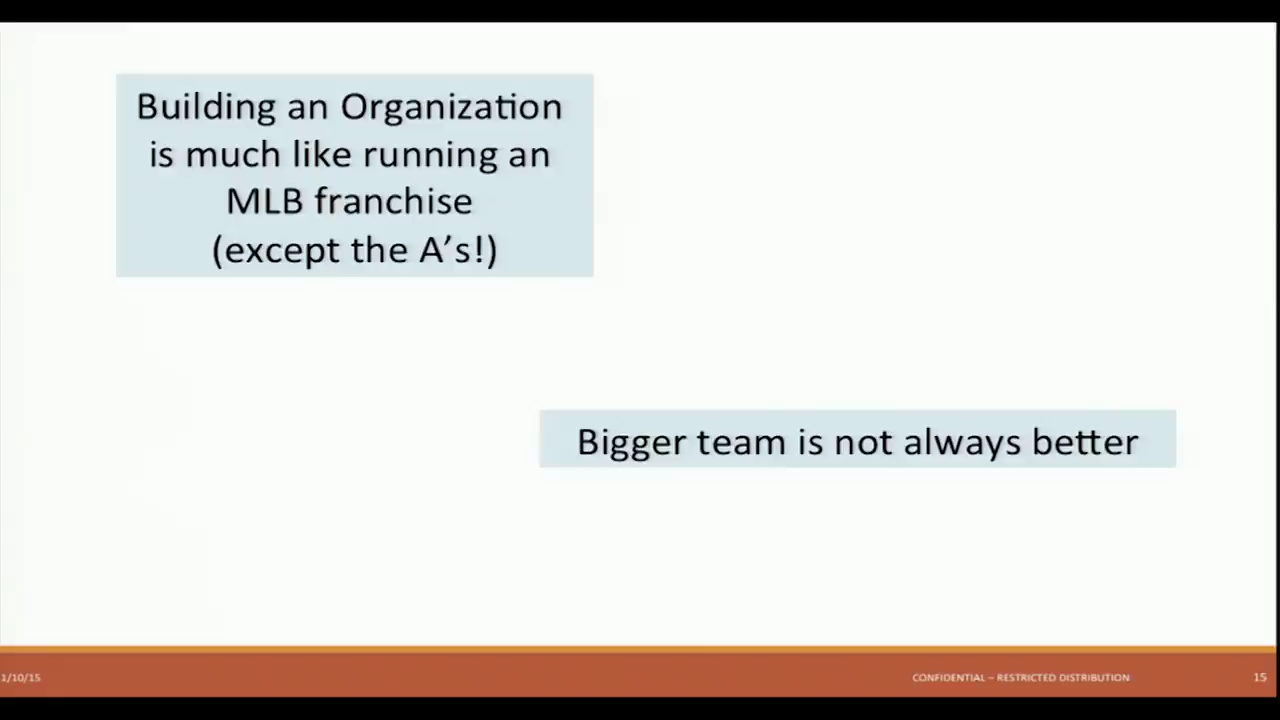 Building an Organization
is much like running an
MLB franchise
(except the A's!)
Bigger team is not always better
1/10/15
CONFIDENTIAL – RESTRICTED DISTRIBUTION
15